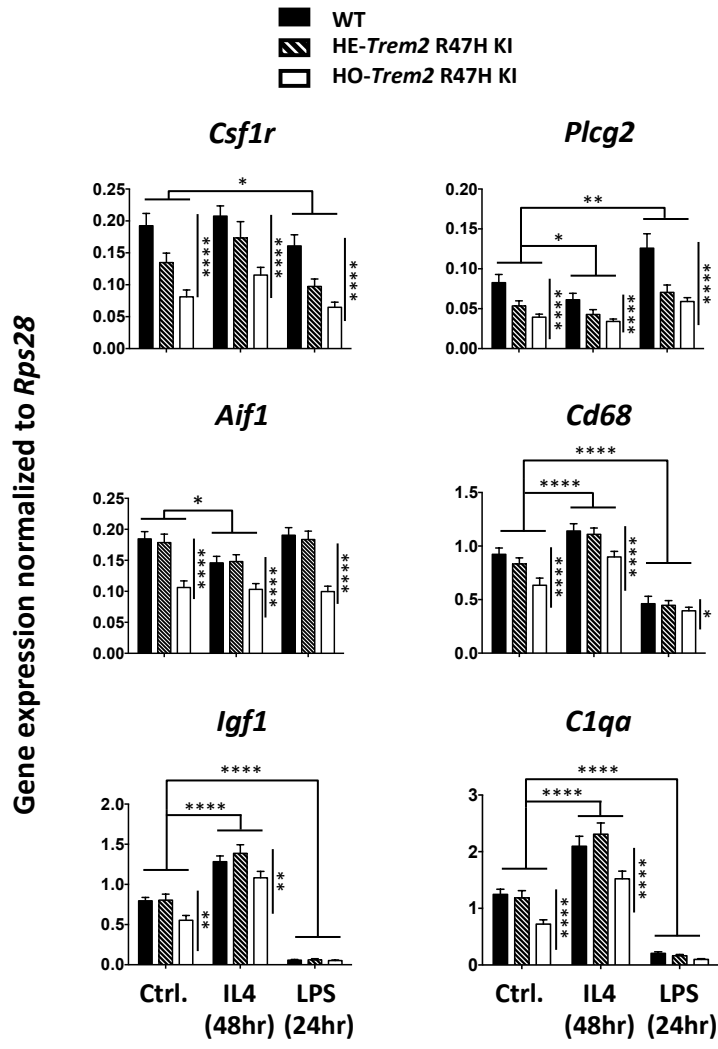 WT
HE-Trem2 R47H KI
HO-Trem2 R47H KI
Gene expression normalized to Rps28
Csf1r
0.25
0.20
0.15
0.10
0.05
0.00
*
****
****
****
Plcg2
0.20
0.15
0.10
0.05
0.00
**
*
****
****
****
Aif1
0.25
0.20
0.15
0.10
0.05
0.00
*
****
****
****
Cd68
1.5
1.0
0.5
0.0
****
****
****
****
*
Igf1
2.0
1.5
1.0
0.5
0.0
****
****
**
**
Ctrl.
IL4
(48hr)
LPS
(24hr)
C1qa
3
2
1
0
****
****
****
****
Ctrl.
IL4
(48hr)
LPS
(24hr)